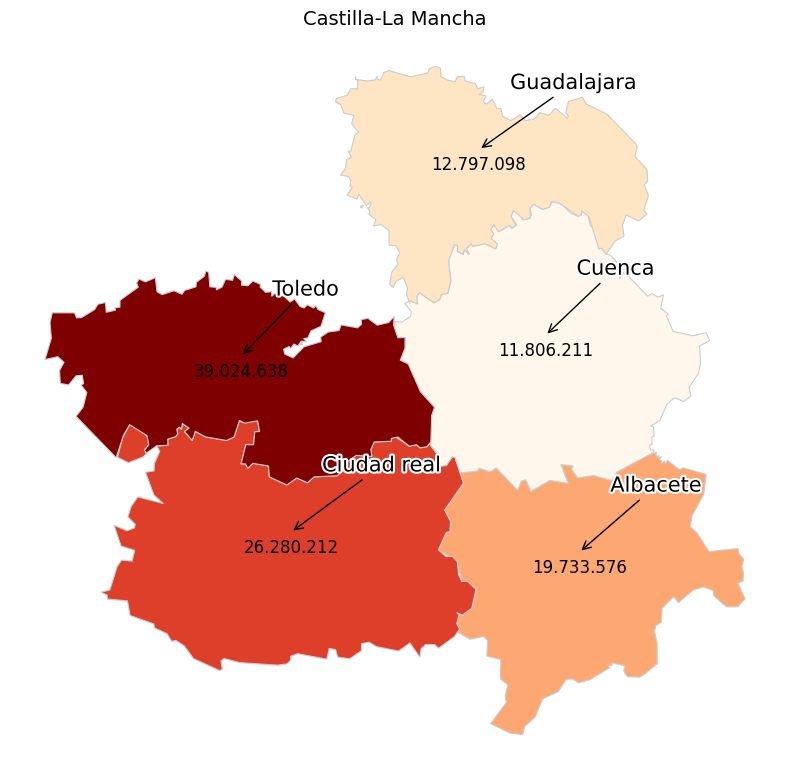 Castilla-La Mancha
Guadalajara
12.797.098
Cuenca
11.806.211
Toledo
39.024.638
Ciudad real
26.280.212
Albacete
19.733.576